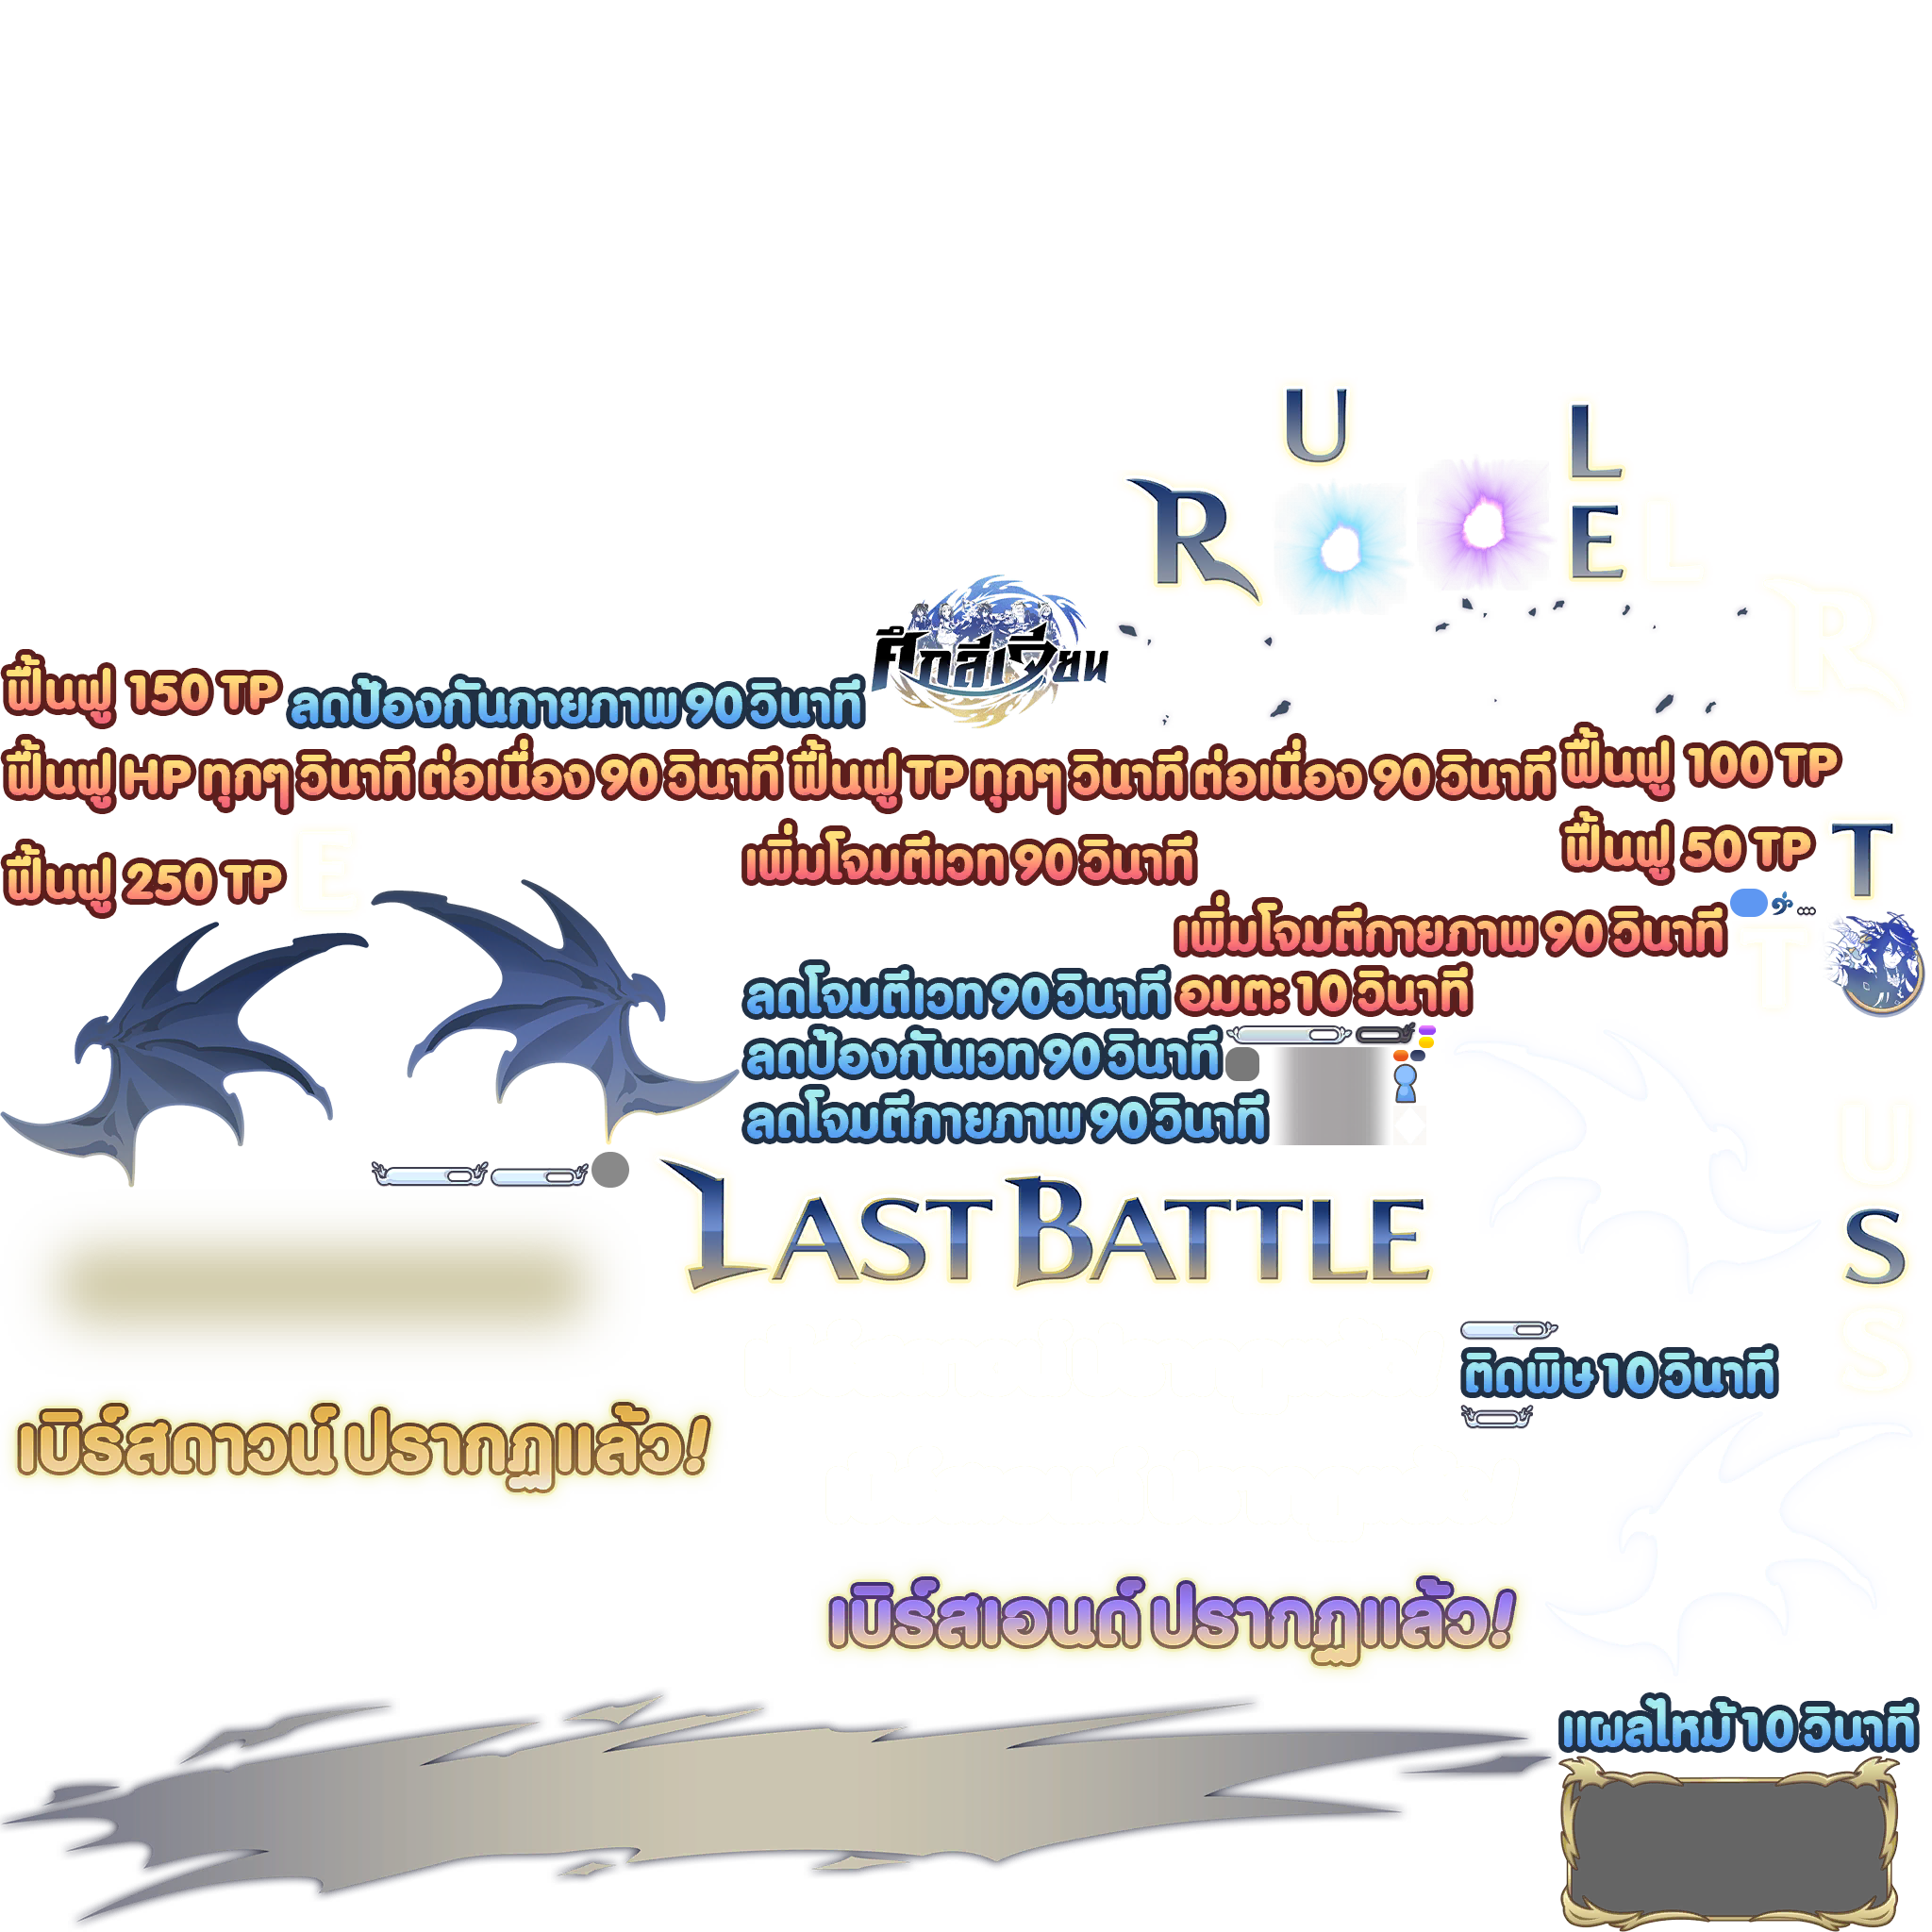 U
L
R
E
L
R
ศึกลีเจียน
ฟื้นฟู 150 TP
ลดป้องกันกายภาพ 90 วินาที
ฟื้นฟู HP ทุกๆ วินาที ต่อเนื่อง 90 วินาที
ฟื้นฟู TP ทุกๆ วินาที ต่อเนื่อง 90 วินาที
ฟื้นฟู 100 TP
ฟื้นฟู 250 TP
E
เพิ่มโจมตีเวท 90 วินาที
ฟื้นฟู 50 TP
T
เพิ่มโจมตีกายภาพ 90 วินาที
T
ลดโจมตีเวท 90 วินาที
อมตะ 10 วินาที
ลดป้องกันเวท 90 วินาที
ลดโจมตีกายภาพ 90 วินาที
U
LAST BATTLE
S
S
ติดพิษ 10 วินาที
เบิร์สดาวน์ ปรากฏแล้ว!
เบิร์สเอนด์ ปรากฏแล้ว!
แผลไหม้ 10 วินาที